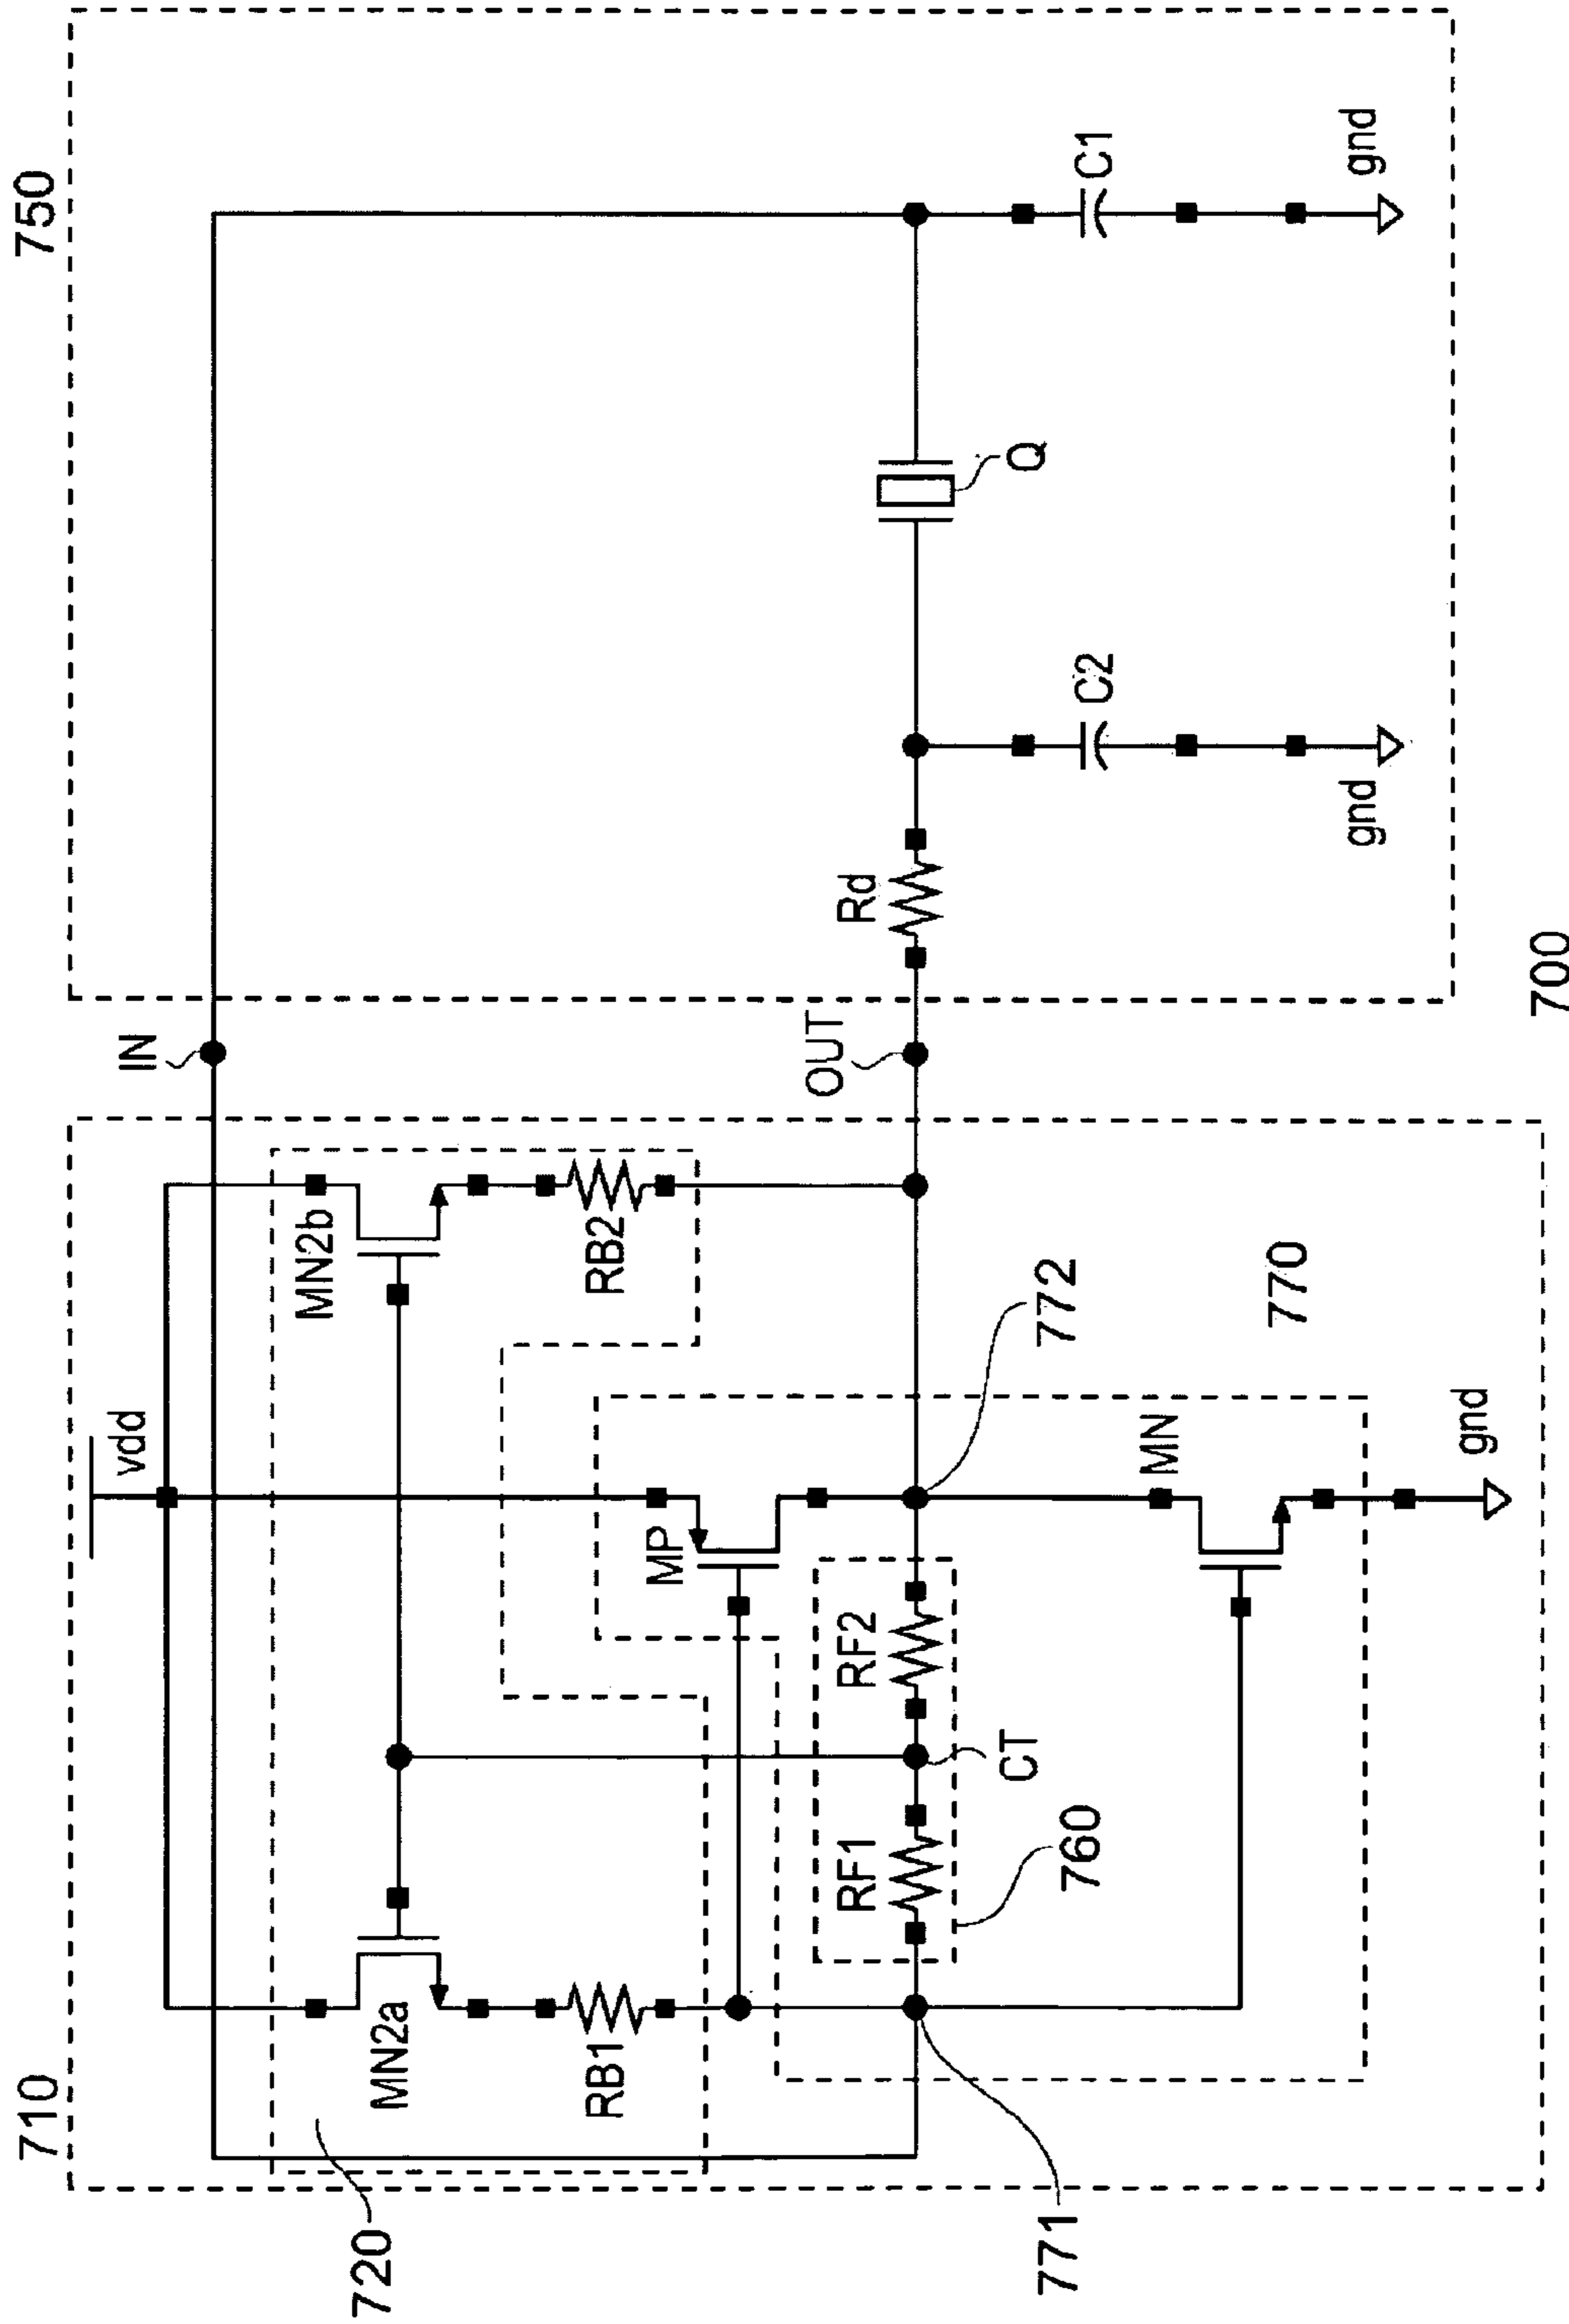 710
750
vdd
IN
MN2a
MN2b
720
RB1
RB2
MP
RF1
RF2
OUT
Rd
Q
CT
760
772
771
C2
C1
MN
770
gnd
gnd
gnd
700